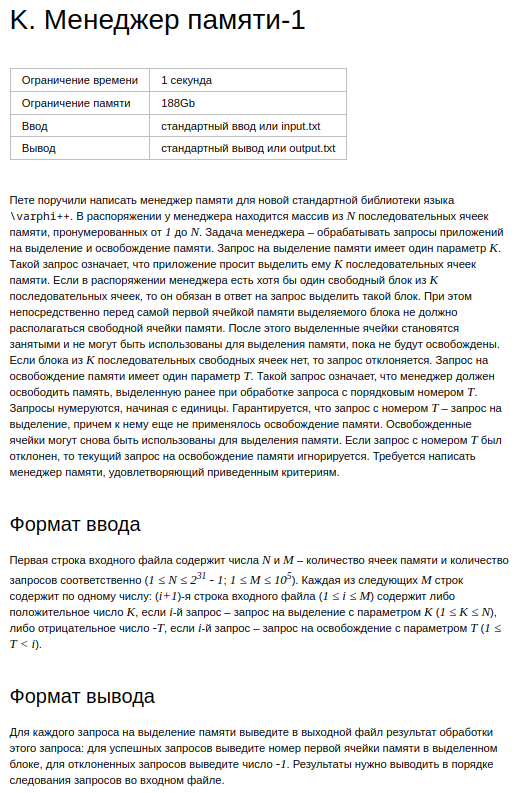 К. Менеджер памяти-1
Ограничение времени 1 секунда
Ограничение памяти 188Gb
Ввод стандартный ввод или input.txt
Вывод стандартный вывод или output.txt
Пете поручили написать менеджер памяти для новой стандартной библиотеки языка
\varphi++. В распоряжении у менеджера находится массив из N последовательных ячеек
памяти, пронумерованных от 1 до N. Задача менеджера – обрабатывать запросы приложений
на выделение и освобождение памяти. Запрос на выделение памяти имеет один параметр K.
Такой запрос означает, что приложение просит выделить ему K последовательных ячеек
памяти. Если в распоряжении менеджера есть хотя бы один свободный блок из K
последовательных ячеек, то он обязан в ответ на запрос выделить такой блок. При этом
непосредственно перед самой первой ячейкой памяти выделяемого блока не должно
располагаться свободной ячейки памяти. После этого выделенные ячейки становятся
занятыми и не могут быть использованы для выделения памяти, пока не будут освобождены.
Если блока из K последовательных свободных ячеек нет, то запрос отклоняется. Запрос на
освобождение памяти имеет один параметр T. Такой запрос означает, что менеджер должен
освободить память, выделенную ранее при обработке запроса с порядковым номером T.
Запросы нумеруются, начиная с единицы. Гарантируется, что запрос с номером T – запрос на
выделение, причем к нему еще не применялось освобождение памяти. Освобожденные
ячейки могут снова быть использованы для выделения памяти. Если запрос с номером T был
отклонен, то текущий запрос на освобождение памяти игнорируется. Требуется написать
менеджер памяти, удовлетворяющий приведенным критериям.
Формат ввода
Первая строка входного файла содержит числа N и M – количество ячеек памяти и количество
запросов соответственно (1 ≤ N ≤ 2^31 - 1; 1 ≤ M ≤ 10^5). Каждая из следующих M строк
содержит по одному числу: (i+1)-я строка входного файла (1 ≤ i ≤ M) содержит либо
положительное число K, если i-й запрос – запрос на выделение с параметром K (1 ≤ K ≤ N),
либо отрицательное число -T, если i-й запрос – запрос на освобождение с параметром T (1 ≤
T < i).
Формат вывода
Для каждого запроса на выделение памяти выведите в выходной файл результат обработки
этого запроса: для успешных запросов выведите номер первой ячейки памяти в выделенном
блоке, для отклоненных запросов выведите число -1. Результаты нужно выводить в порядке
следования запросов во входном файле.